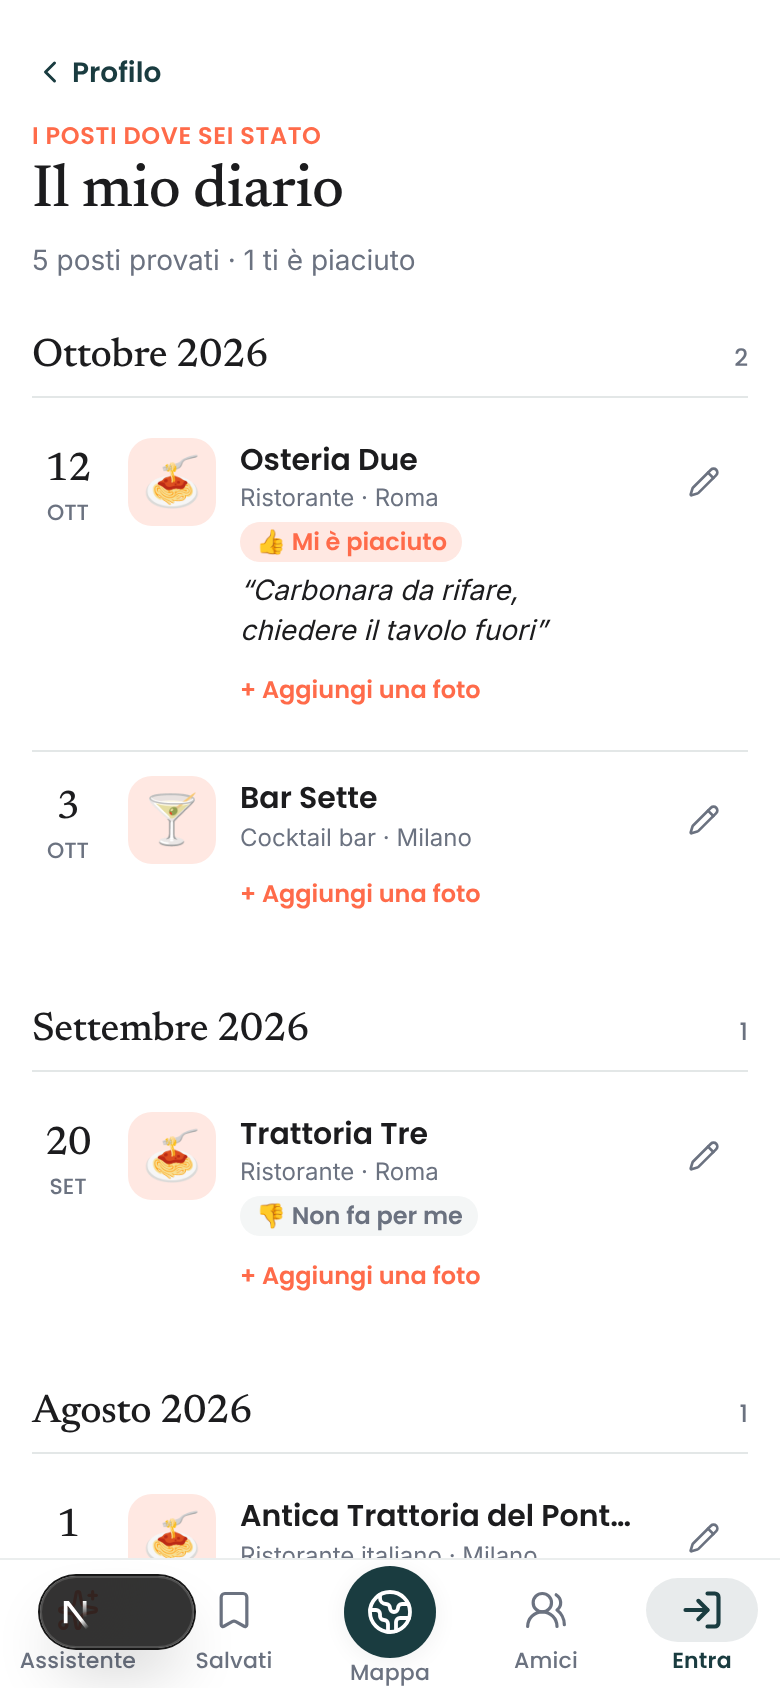 Profilo
I POSTI DOVE SEI STATO
Il mio diario
5 posti provati · 1 ti è piaciuto
Ottobre 2026
2
12
OTT
Osteria Due
Ristorante · Roma
👍 Mi è piaciuto
“Carbonara da rifare,
chiedere il tavolo fuori”
+ Aggiungi una foto
3
OTT
Bar Sette
Cocktail bar · Milano
+ Aggiungi una foto
Settembre 2026
1
20
SET
Trattoria Tre
Ristorante · Roma
👎 Non fa per me
+ Aggiungi una foto
Agosto 2026
1
1
Antica Trattoria del Pont...
Ristorante italiano · Milano
N
Assistente
Salvati
Mappa
Amici
Entra